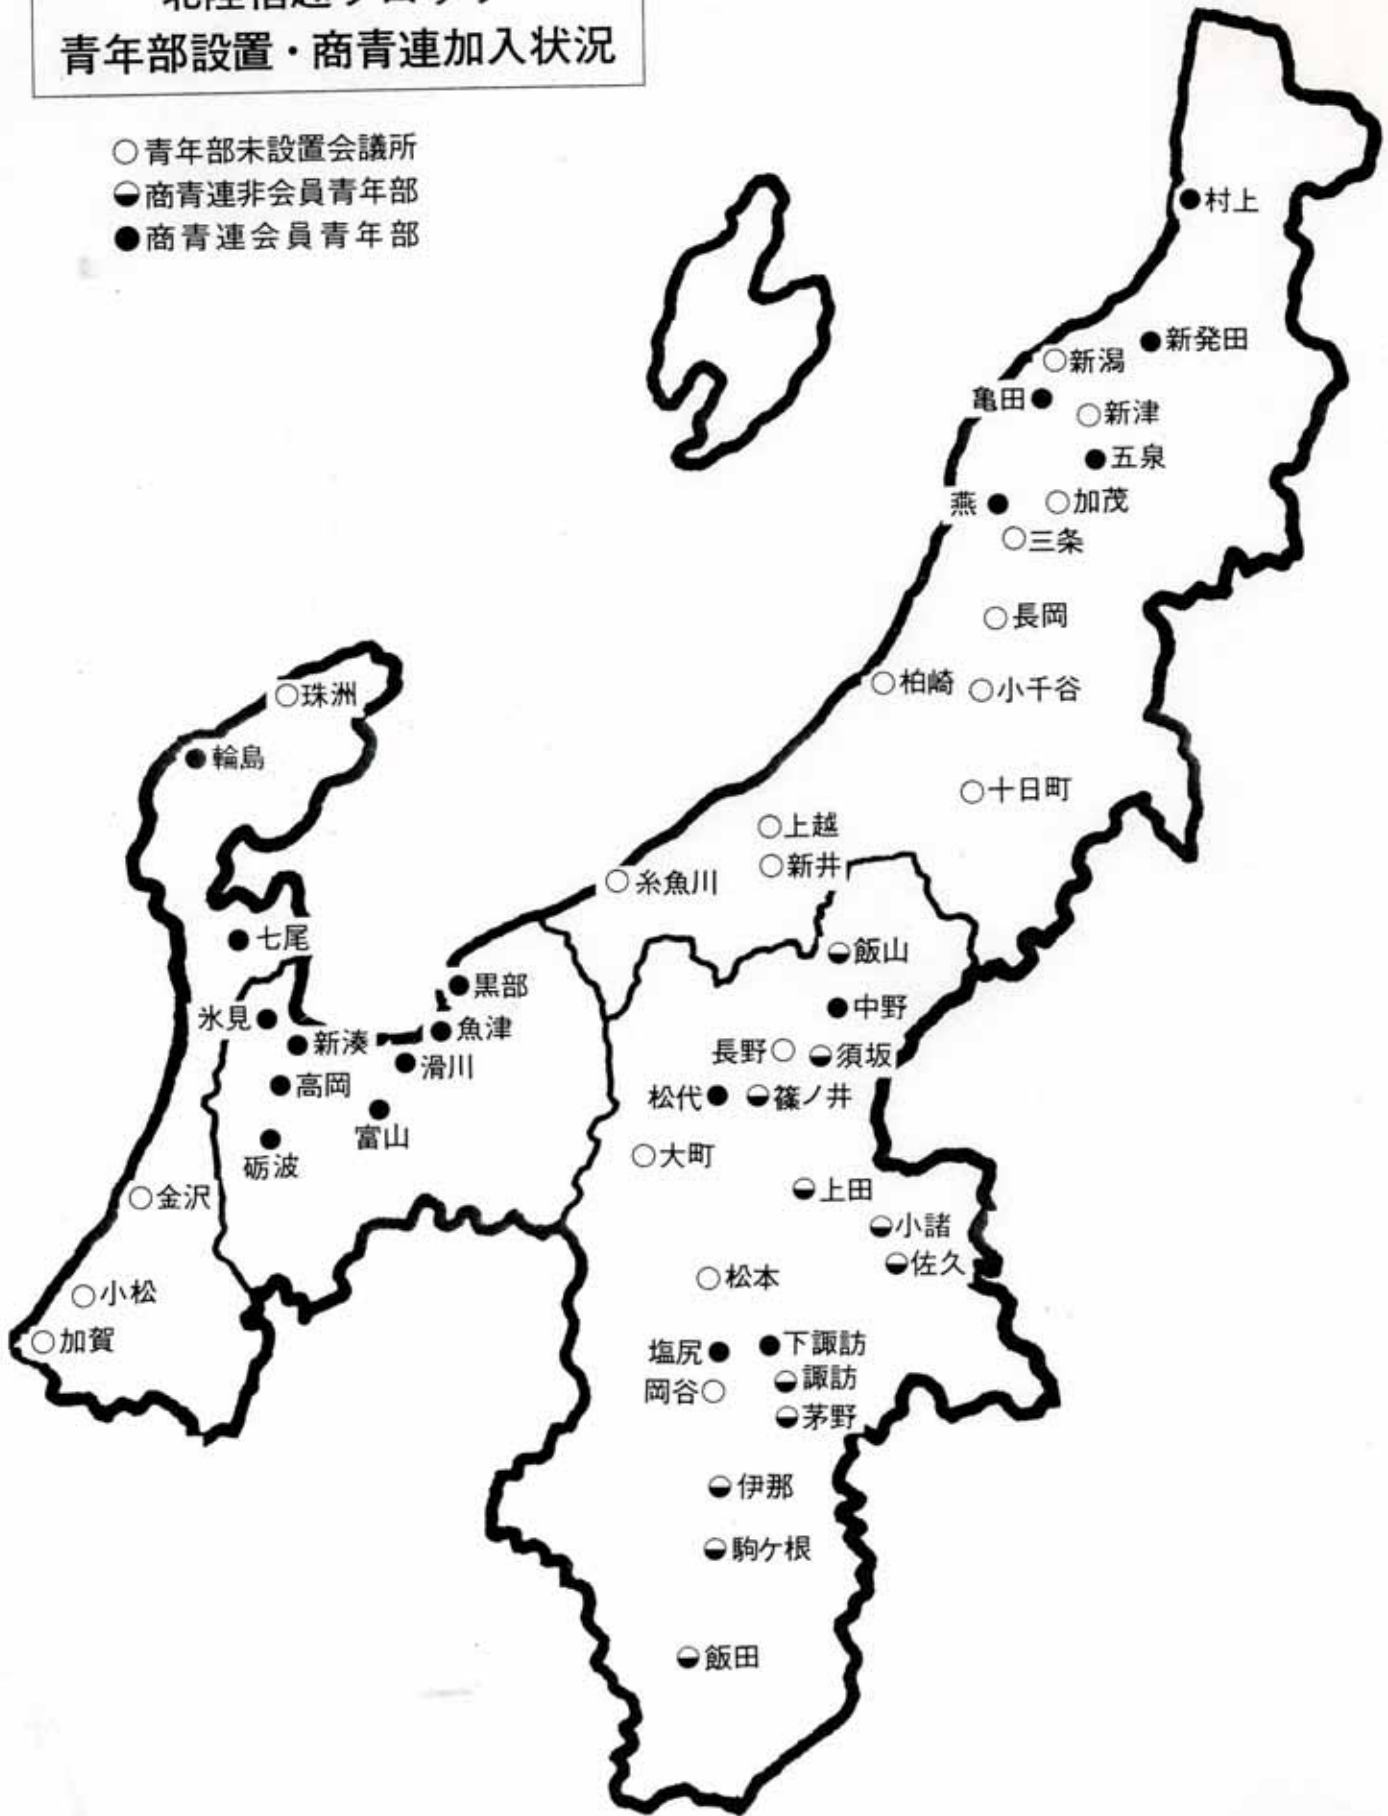 青年部設置・商青連加入状況
○青年部未設置会議所
◒商青連非会員青年部
●商青連会員青年部
●村上
●新発田
○新潟
亀田●
○新津
●五泉
燕●
○加茂
○三条
○長岡
○柏崎
○小千谷
○十日町
○上越
○新井
○糸魚川
○珠洲
●輪島
●七尾
○金沢
○小松
○加賀
●黒部
●魚津
●滑川
氷見●
●新湊
●高岡
●富山
●砺波
◒飯山
●中野
長野○
◒須坂
松代●
◒篠ノ井
○大町
◒上田
◒小諸
◒佐久
○松本
塩尻●
●下諏訪
岡谷○
◒諏訪
◒茅野
◒伊那
◒駒ケ根
◒飯田